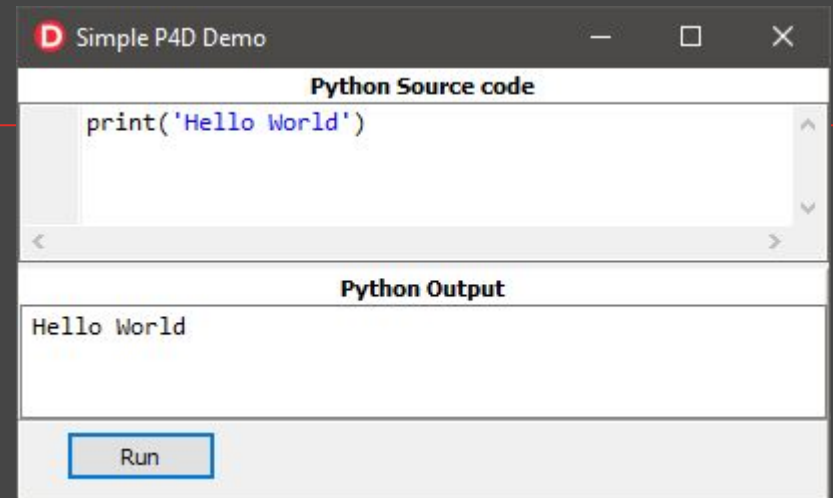 D Simple P4D Demo
Python Source code
print('Hello World')
Python Output
Hello World
Run